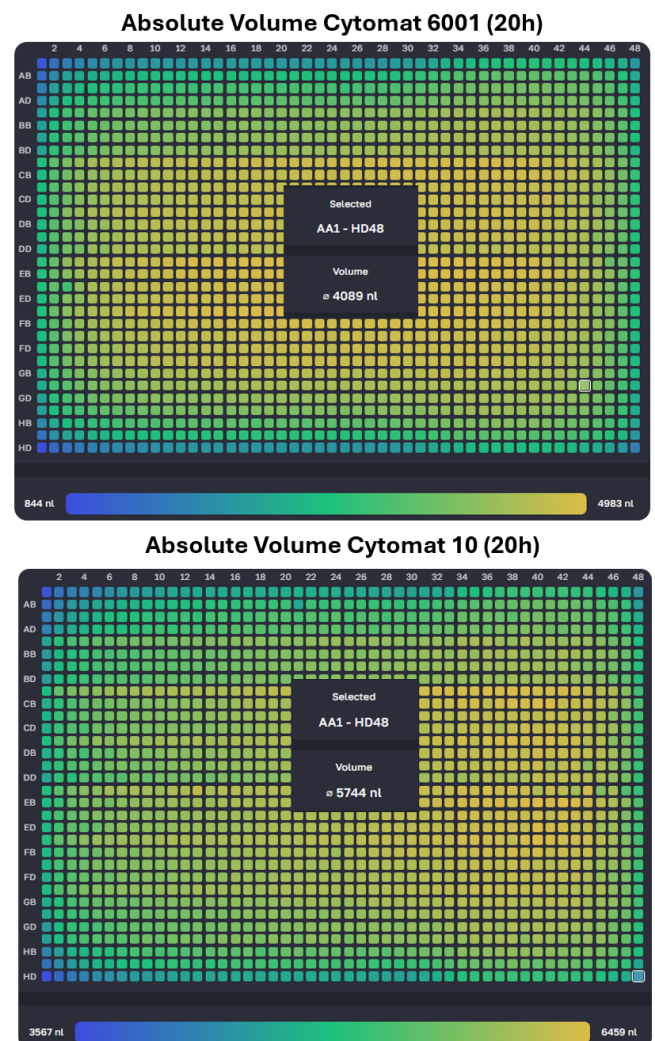 Absolute Volume Cytomat 6001 (20h)
2 4 6 8 10 12 14 16 18 20 22 24 26 28 30 32 34 36 38 40 42 44 46 48
AB
AD
BB
BD
CB
CD
Selected
AA1 - HD48
DB
DD
Volume
EB
⌀ 4089 nl
ED
FB
FD
GB
GD
HB
HD
844 nl 4983 nl
Absolute Volume Cytomat 10 (20h)
2 4 6 8 10 12 14 16 18 20 22 24 26 28 30 32 34 36 38 40 42 44 46 48
AB
AD
BB
BD
Selected
CB
AA1 - HD48
CD
DB
Volume
DD
⌀ 5744 nl
EB
ED
FB
FD
GB
GD
HB
HD
3567 nl 6459 nl